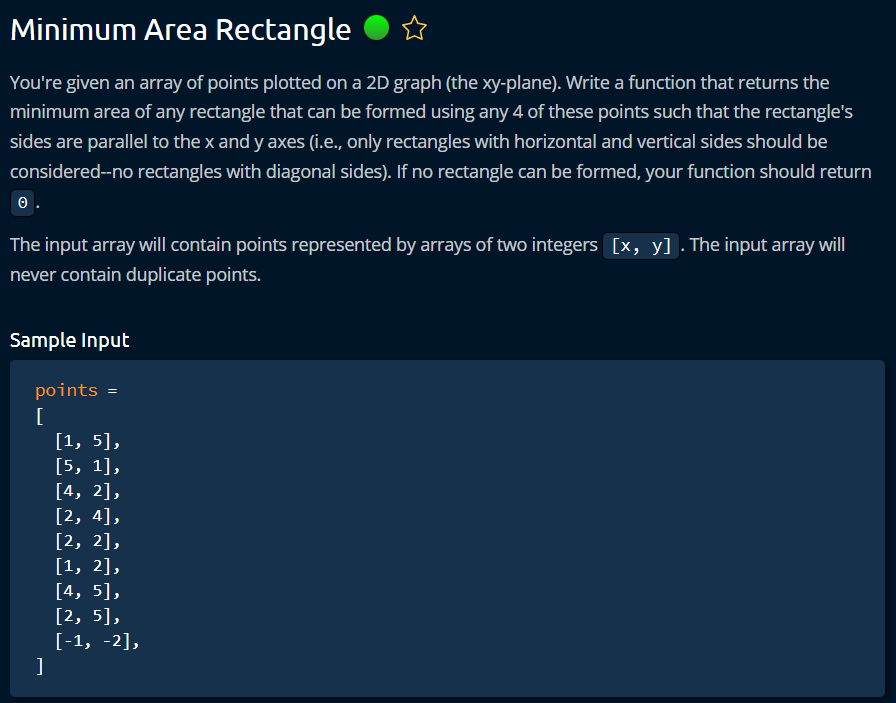 Minimum Area Rectangle
You're given an array of points plotted on a 2D graph (the xy-plane). Write a function that returns the
minimum area of any rectangle that can be formed using any 4 of these points such that the rectangle's
sides are parallel to the x and y axes (i.e., only rectangles with horizontal and vertical sides should be
considered--no rectangles with diagonal sides). If no rectangle can be formed, your function should return
0.
The input array will contain points represented by arrays of two integers [x, y]. The input array will
never contain duplicate points.
Sample Input
points =
[
  [1, 5],
  [5, 1],
  [4, 2],
  [2, 4],
  [2, 2],
  [1, 2],
  [4, 5],
  [2, 5],
  [-1, -2],
]